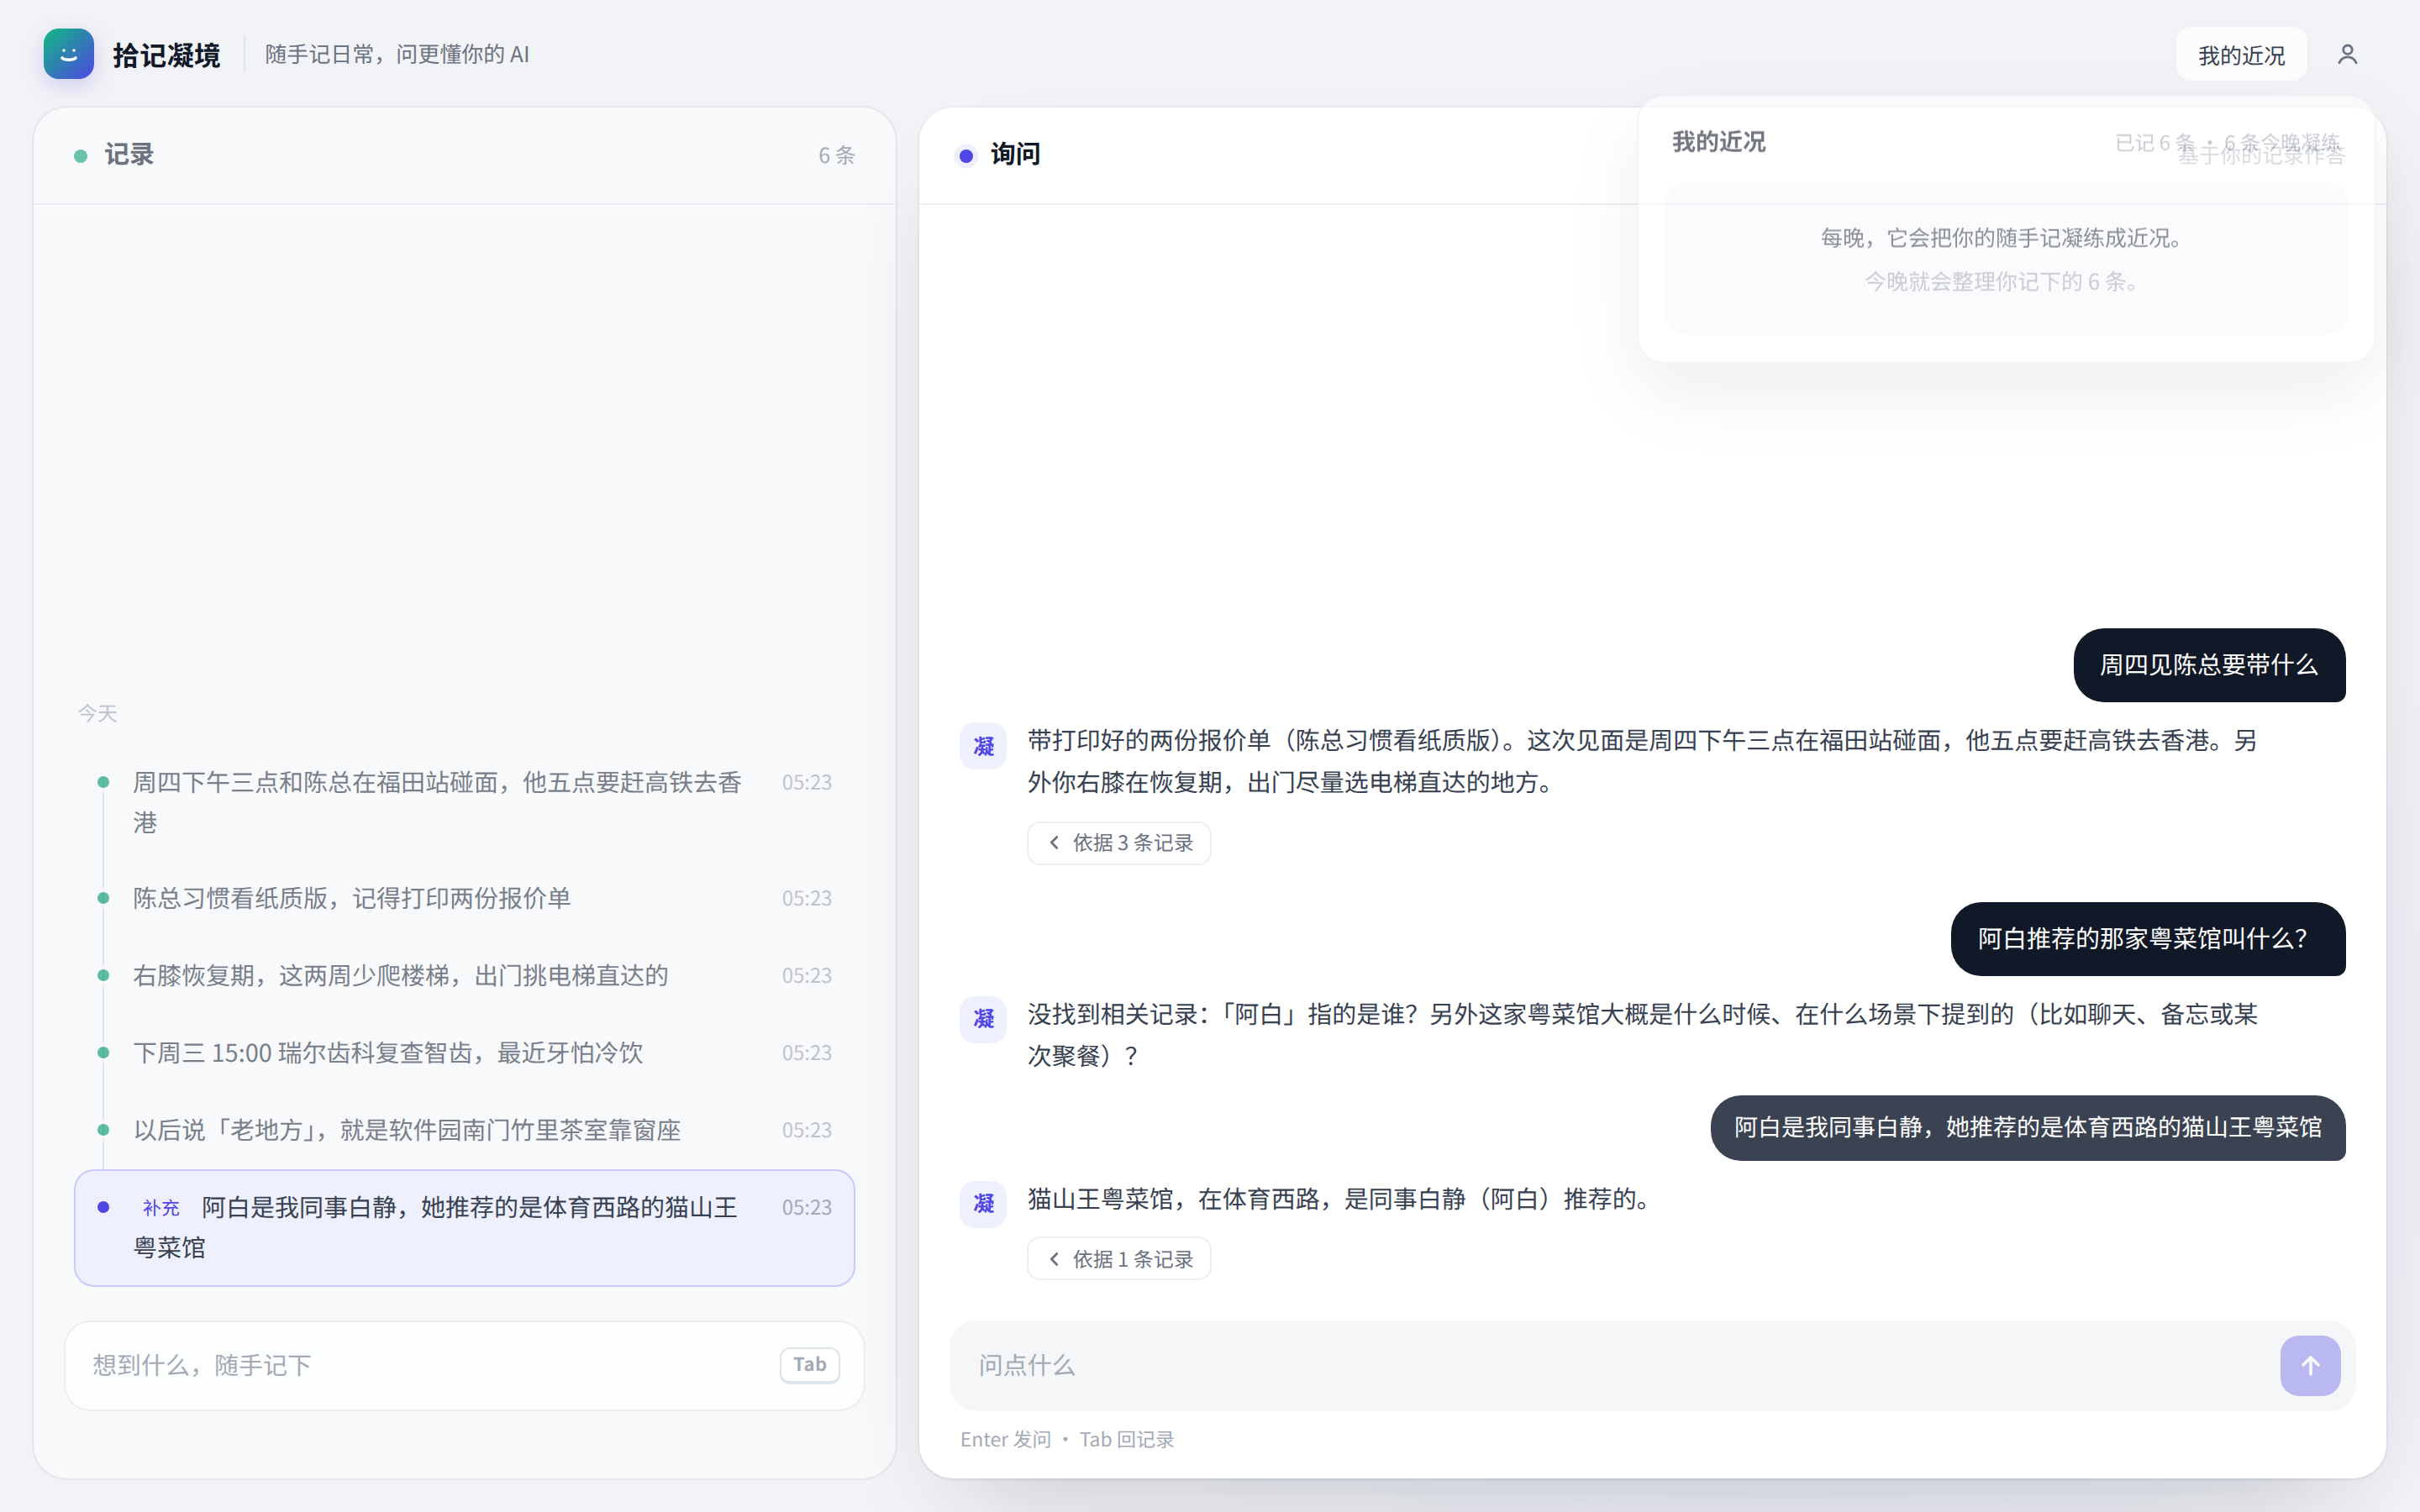 拾记凝境
随手记日常，问更懂你的 AI
我的近况
记录
6 条
今天
周四下午三点和陈总在福田站碰面，他五点要赶高铁去香
港
05:23
陈总习惯看纸质版，记得打印两份报价单
05:23
右膝恢复期，这两周少爬楼梯，出门挑电梯直达的
05:23
下周三 15:00 瑞尔齿科复查智齿，最近牙怕冷饮
05:23
以后说「老地方」，就是软件园南门竹里茶室靠窗座
05:23
补充 阿白是我同事白静，她推荐的是体育西路的猫山王
粤菜馆
05:23
想到什么，随手记下
Tab
询问
基于你的记录作答
我的近况
已记 6 条 · 6 条今晚凝练
每晚，它会把你的随手记凝练成近况。
今晚就会整理你记下的 6 条。
周四见陈总要带什么
凝
带打印好的两份报价单（陈总习惯看纸质版）。这次见面是周四下午三点在福田站碰面，他五点要赶高铁去香港。另
外你右膝在恢复期，出门尽量选电梯直达的地方。
依据 3 条记录
阿白推荐的那家粤菜馆叫什么？
凝
没找到相关记录：「阿白」指的是谁？另外这家粤菜馆大概是什么时候、在什么场景下提到的（比如聊天、备忘或某
次聚餐）？
阿白是我同事白静，她推荐的是体育西路的猫山王粤菜馆
凝
猫山王粤菜馆，在体育西路，是同事白静（阿白）推荐的。
依据 1 条记录
问点什么
Enter 发问 · Tab 回记录